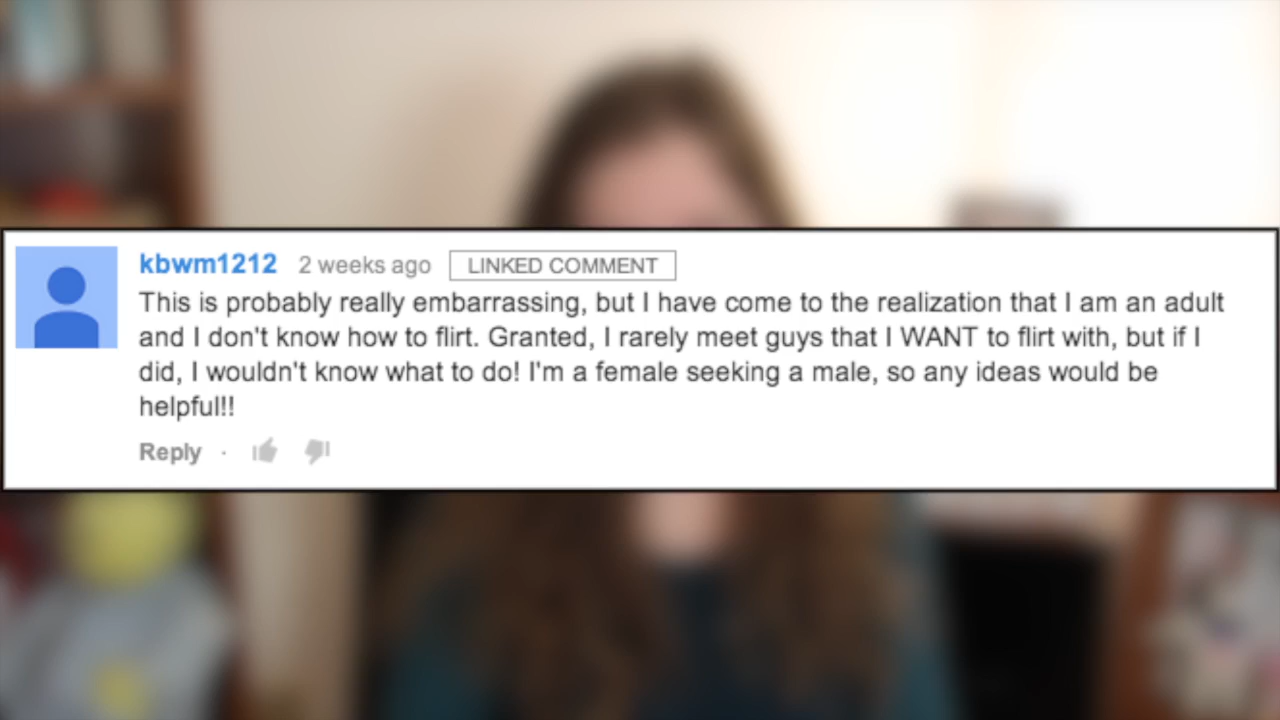 kbwm1212 2 weeks ago LINKED COMMENT
This is probably really embarrassing, but I have come to the realization that I am an adult
and I don't know how to flirt. Granted, I rarely meet guys that I WANT to flirt with, but if I
did, I wouldn't know what to do! I'm a female seeking a male, so any ideas would be
helpful!!
Reply ·